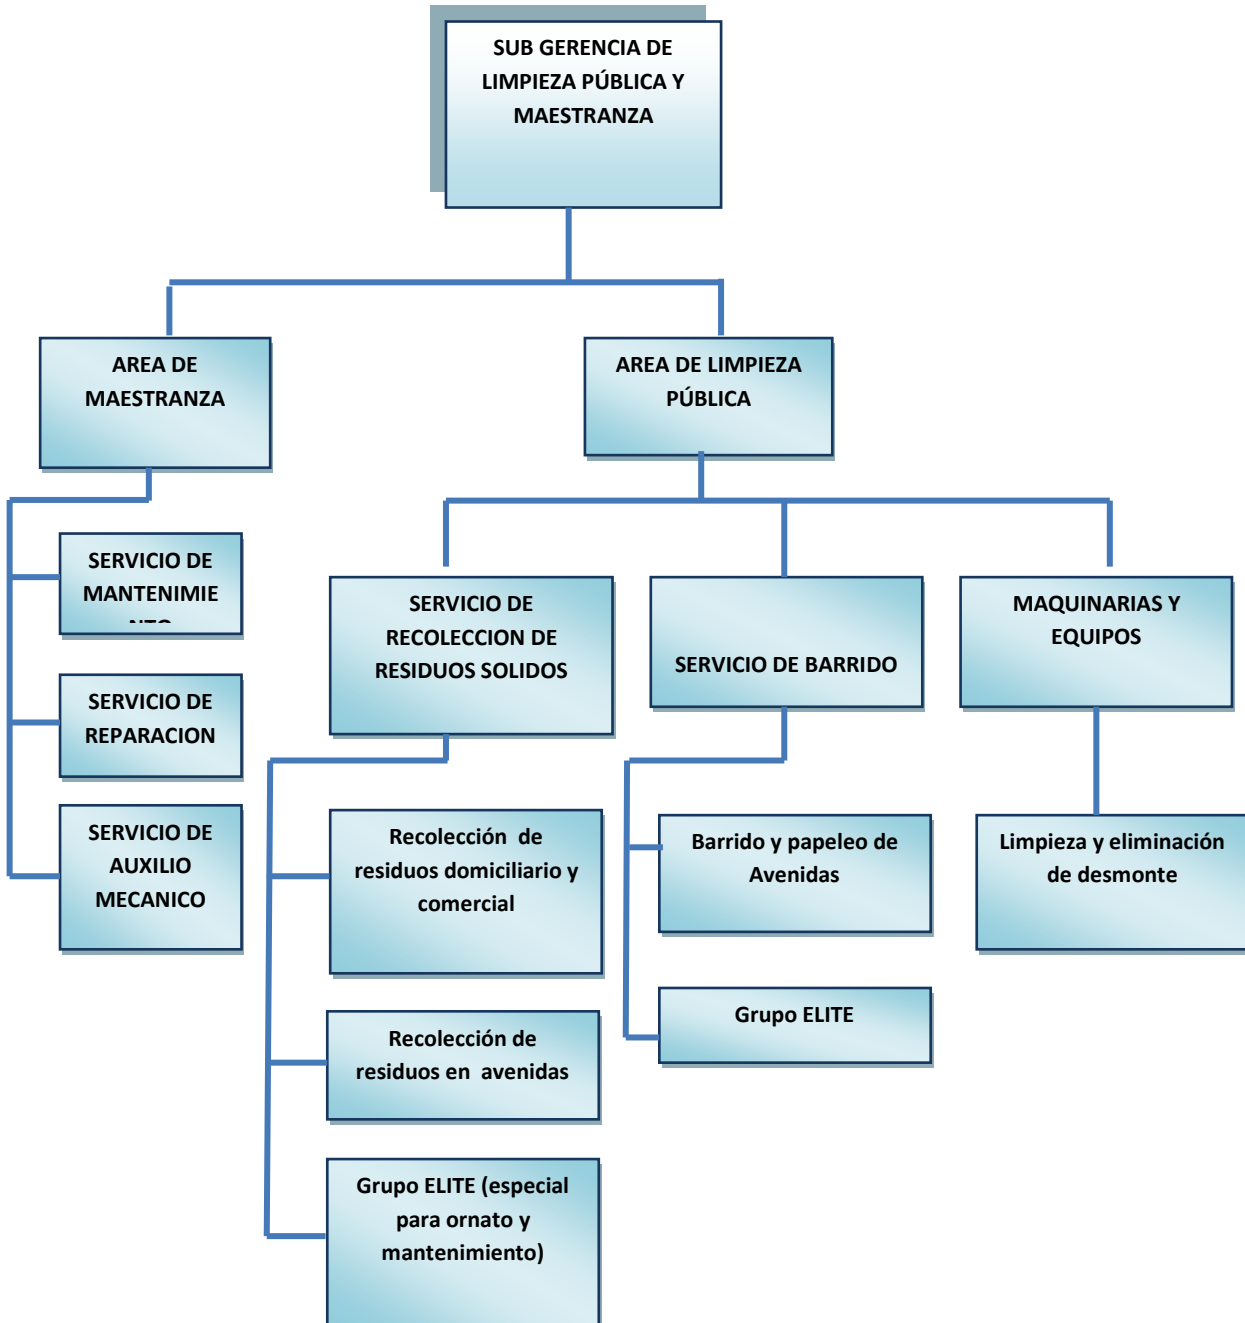 SUB GERENCIA DE
LIMPIEZA PÚBLICA Y
MAESTRANZA
AREA DE
MAESTRANZA
AREA DE LIMPIEZA
PÚBLICA
SERVICIO DE
MANTENIMIE
NTO
SERVICIO DE
REPARACION
SERVICIO DE
AUXILIO
MECANICO
SERVICIO DE
RECOLECCION DE
RESIDUOS SOLIDOS
SERVICIO DE BARRIDO
MAQUINARIAS Y
EQUIPOS
Recolección de
residuos domiciliario y
comercial
Recolección de
residuos en avenidas
Grupo ELITE (especial
para ornato y
mantenimiento)
Barrido y papeleo de
Avenidas
Grupo ELITE
Limpieza y eliminación
de desmonte